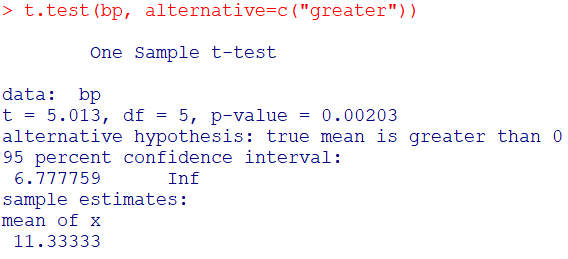 > t.test(bp, alternative=c("greater"))
One Sample t-test
data: bp
t = 5.013, df = 5, p-value = 0.00203
alternative hypothesis: true mean is greater than 0
95 percent confidence interval:
6.777759 Inf
sample estimates:
mean of x
11.33333